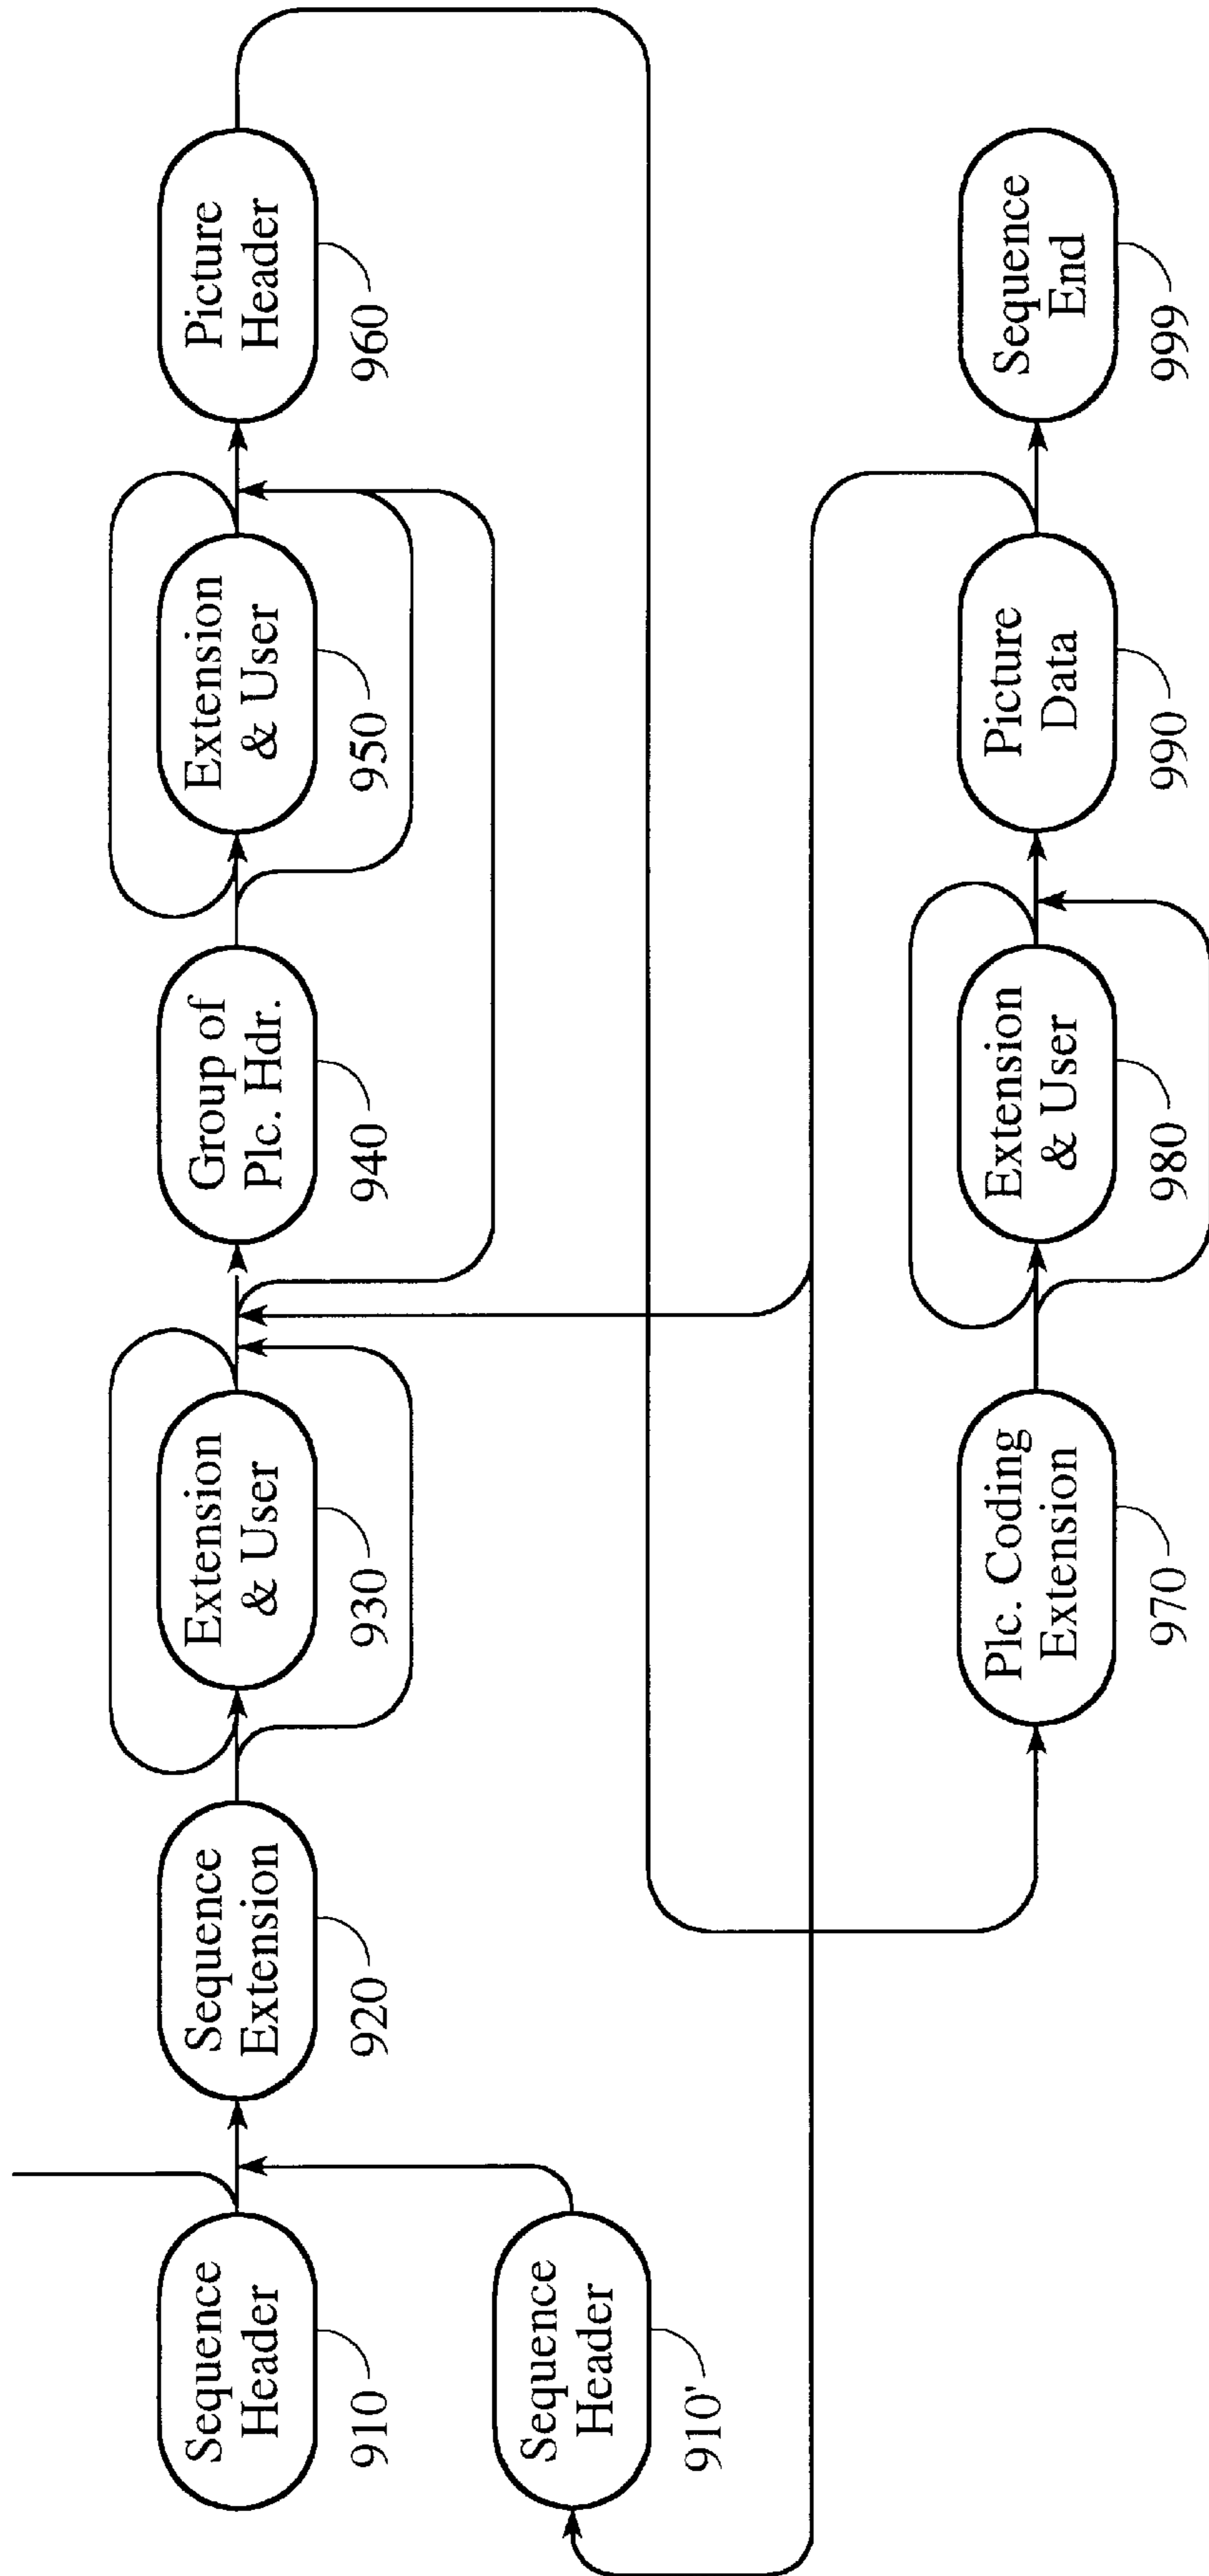 Sequence
Header
910
Sequence
Extension
920
Extension
& User
930
Group of
Plc. Hdr.
940
Extension
& User
950
Picture
Header
960
Sequence
Header
910'
Plc. Coding
Extension
970
Extension
& User
980
Picture
Data
990
Sequence
End
999